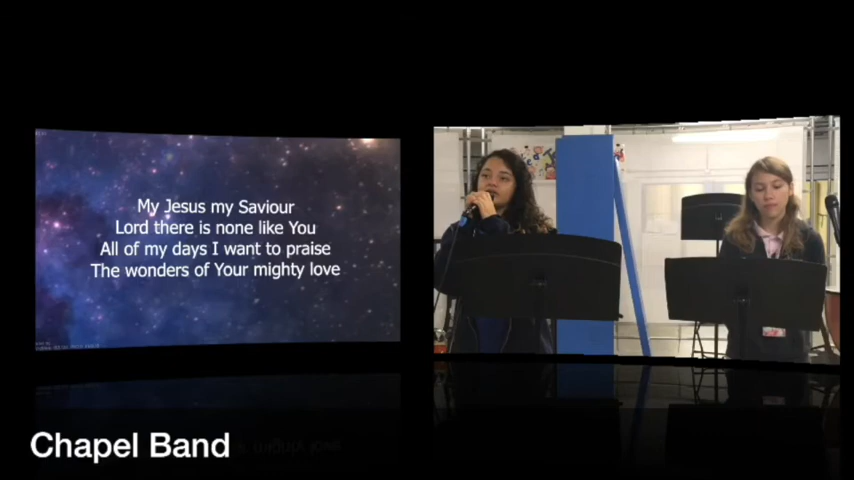 My Jesus my Saviour
Lord there is none like You
All of my days I want to praise
The wonders of Your mighty love
Chapel Band